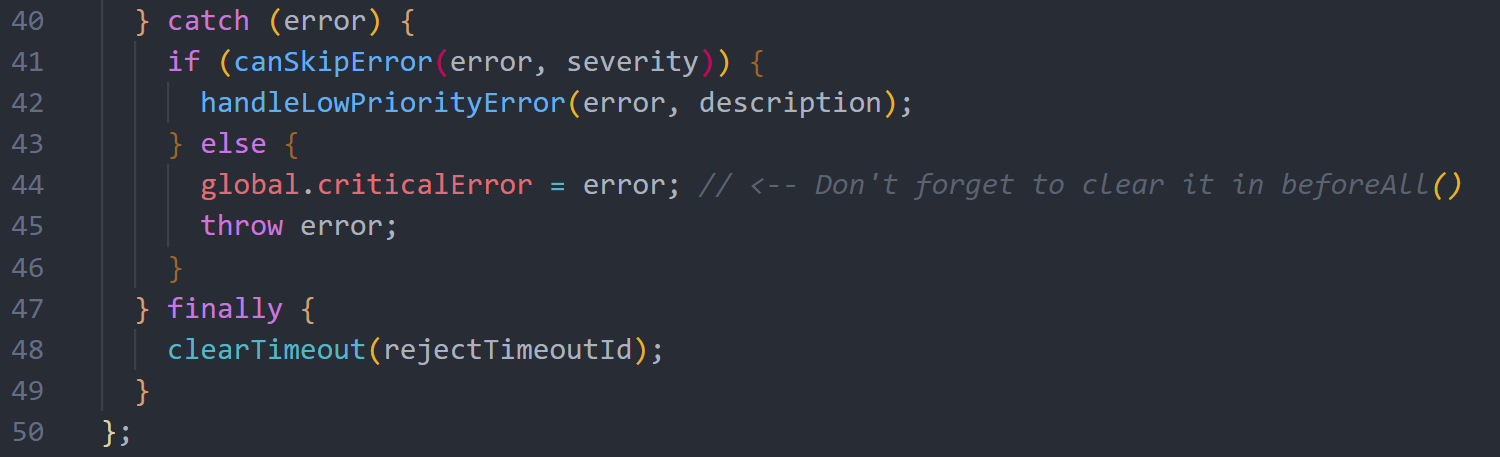 40 } catch (error) {
41 if (canSkipError(error, severity)) {
42 handleLowPriorityError(error, description);
43 } else {
44 global.criticalError = error; // <-- Don't forget to clear it in beforeAll()
45 throw error;
46 }
47 } finally {
48 clearTimeout(rejectTimeoutId);
49 }
50 };